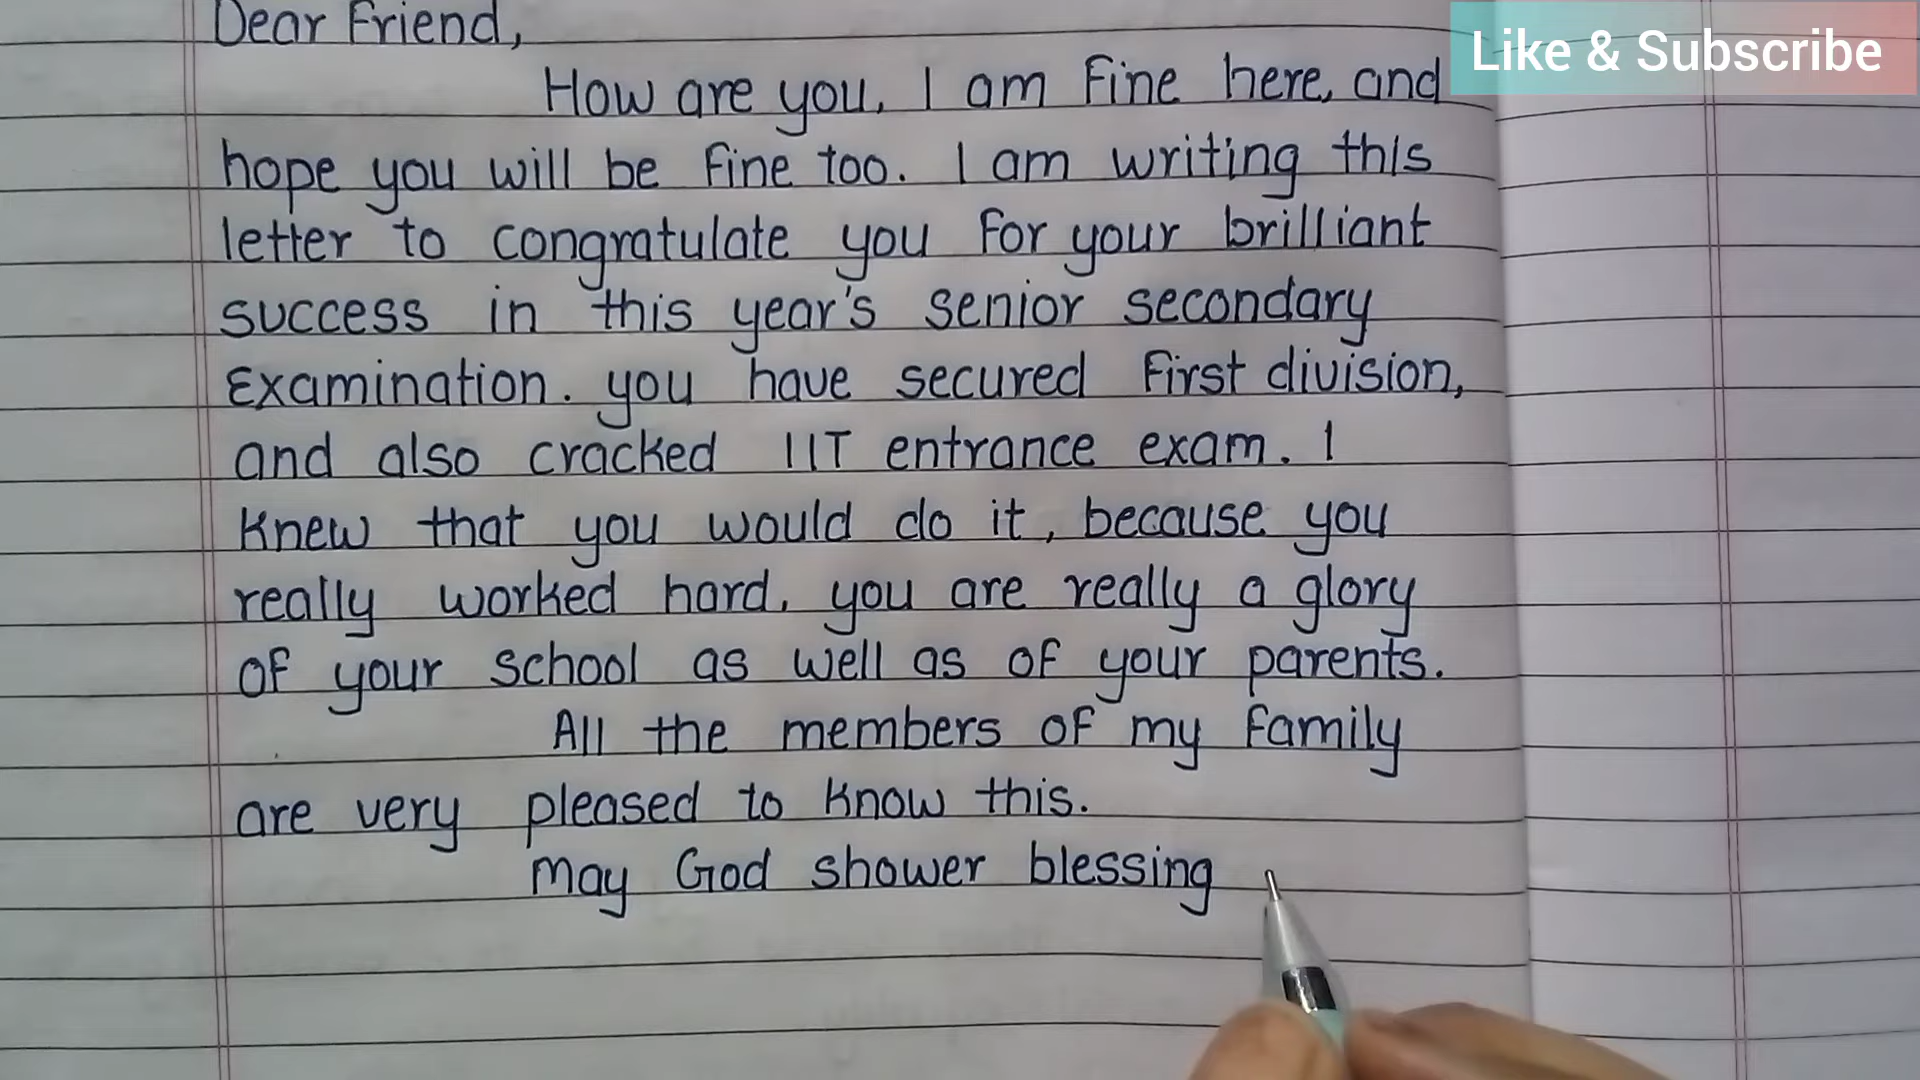 Dear Friend,
Like & Subscribe
How are you. I am fine here, and
hope you will be fine too. I am writing this
letter to congratulate you for your brilliant
success in this year's senior secondary
Examination. you have secured first division,
and also cracked IIT entrance exam. I
Knew that you would do it, because you
really worked hard. you are really a glory
of your school as well as of your parents.
All the members of my family
are very pleased to know this.
may God shower blessing